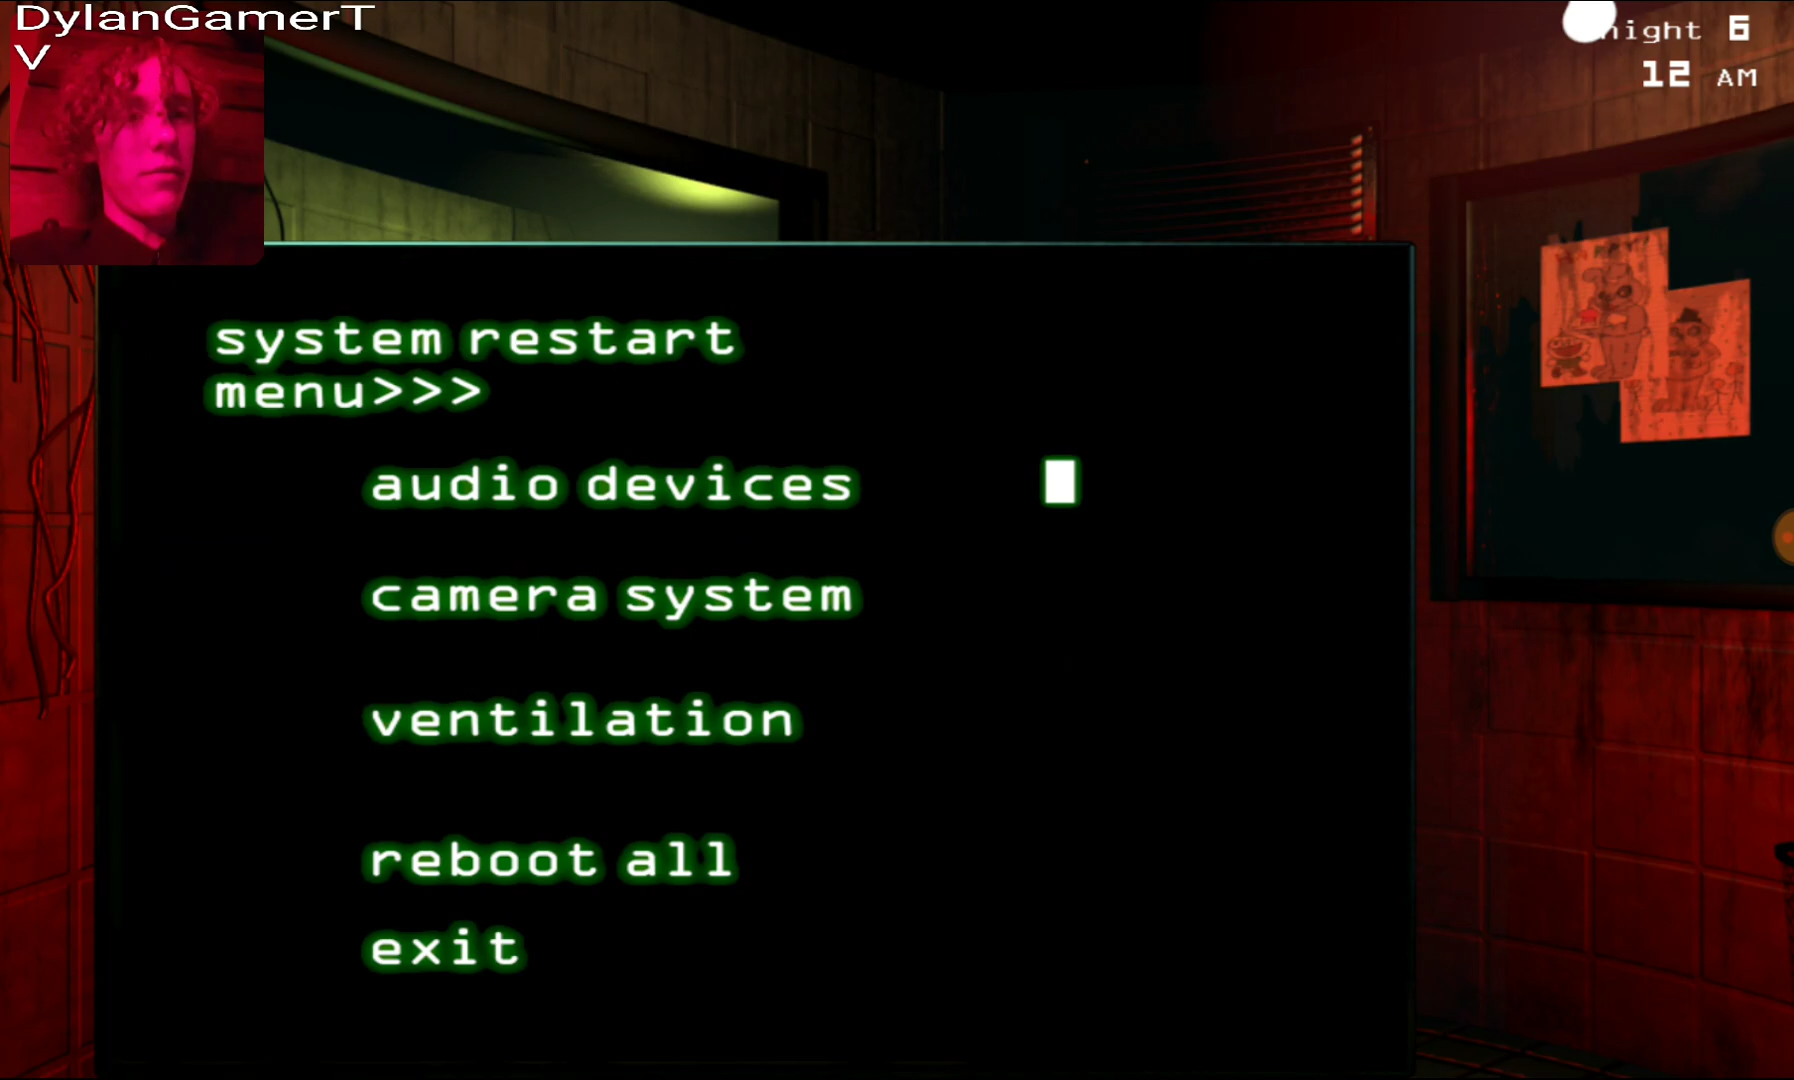 DylanGamerT
V
night 6
12 AM
system restart
menu>>>
audio devices
camera system
ventilation
reboot all
exit